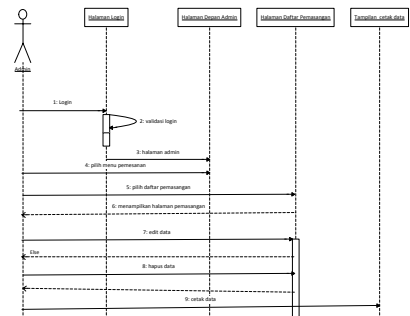 Halaman Login
Halaman Depan Admin
Halaman Daftar Pemasangan
Tampilan cetak data
Admin
1: Login
2: validasi login
3: halaman admin
4: pilih menu pemesanan
5: pilih daftar pemasangan
6: menampilkan halaman pemasangan
7: edit data
Else
8: hapus data
9: cetak data